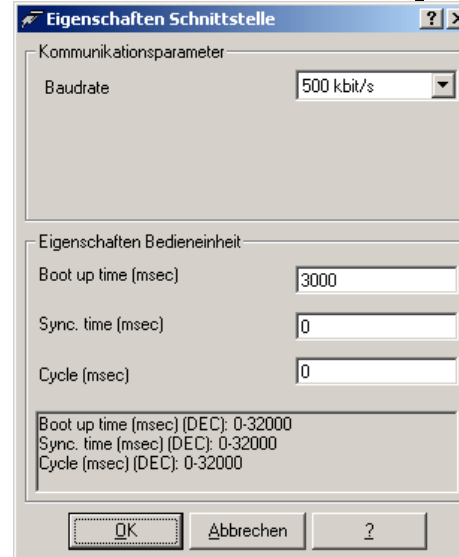 Eigenschaften Schnittstelle
Kommunikationsparameter
Baudrate
500 kbit/s
Eigenschaften Bedieneinheit
Boot up time (msec)
3000
Sync. time (msec)
0
Cycle (msec)
0
Boot up time (msec) (DEC): 0-32000
Sync. time (msec) (DEC): 0-32000
Cycle (msec) (DEC): 0-32000
OK Abbrechen ?